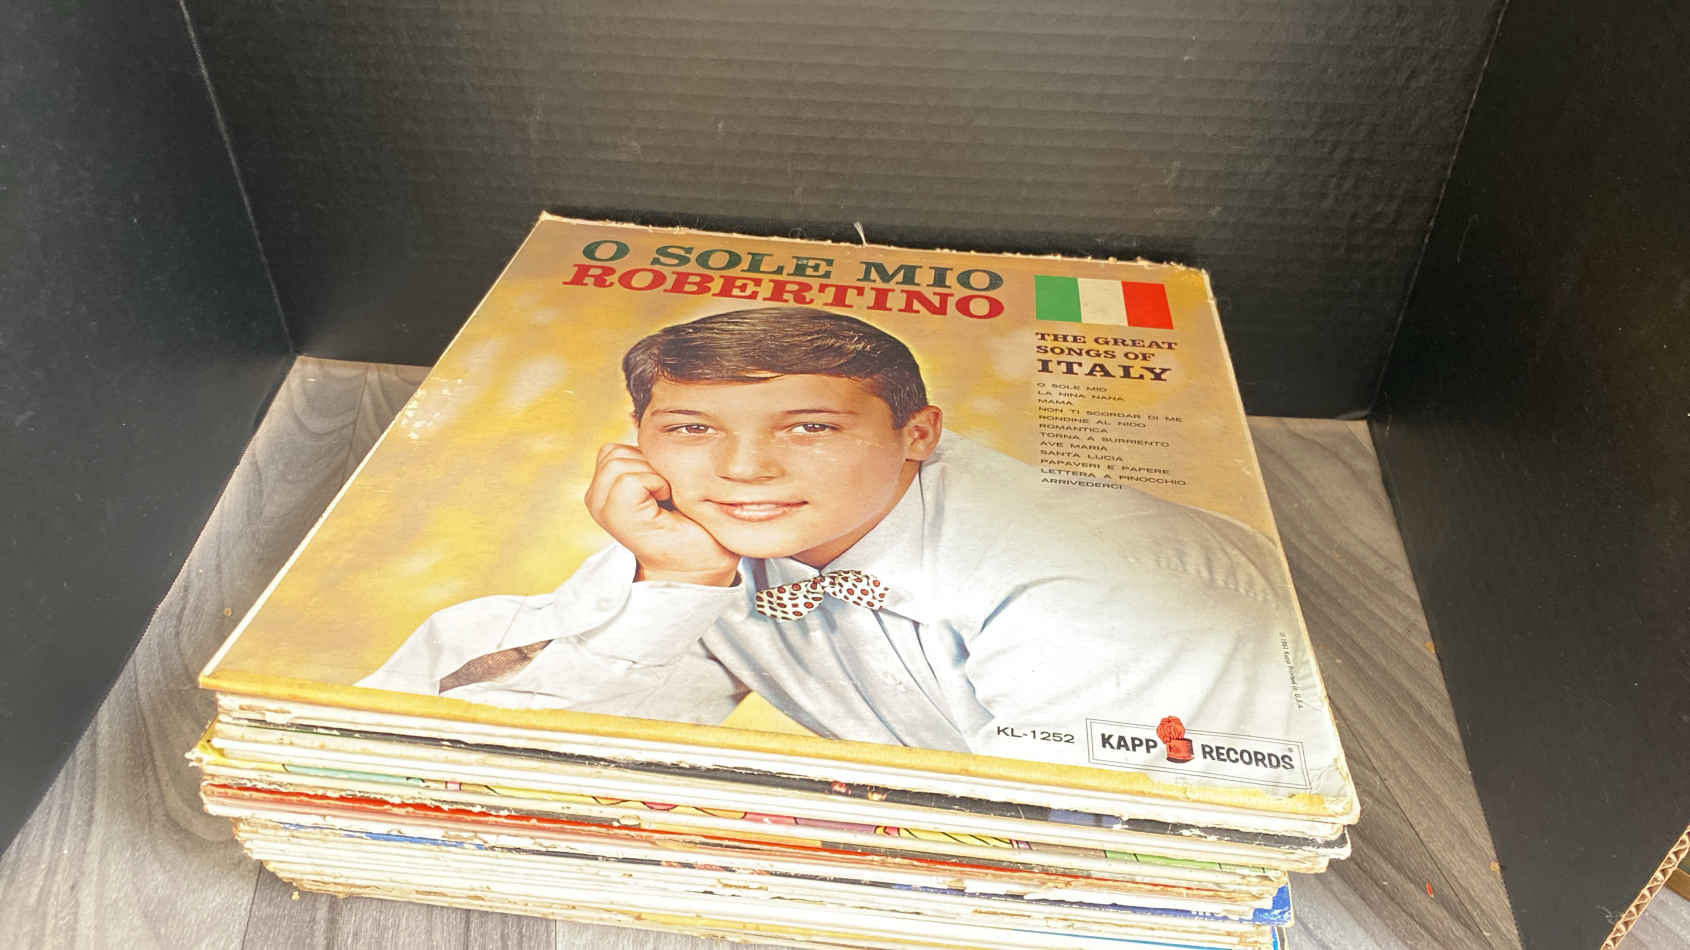 O SOLE MIO
ROBERTINO
THE GREAT
SONGS OF
ITALY
O SOLE MIO
LA NINA NANA
MAMA
NON TI SCORDAR DI ME
RONDINE AL NIDO
ROMANTICA
TORNA A SURRIENTO
AVE MARIA
SANTA LUCIA
PAPAVERI E PAPERE
LETTERA A PINOCCHIO
ARRIVEDERCI
KL-1252
KAPP RECORDS®